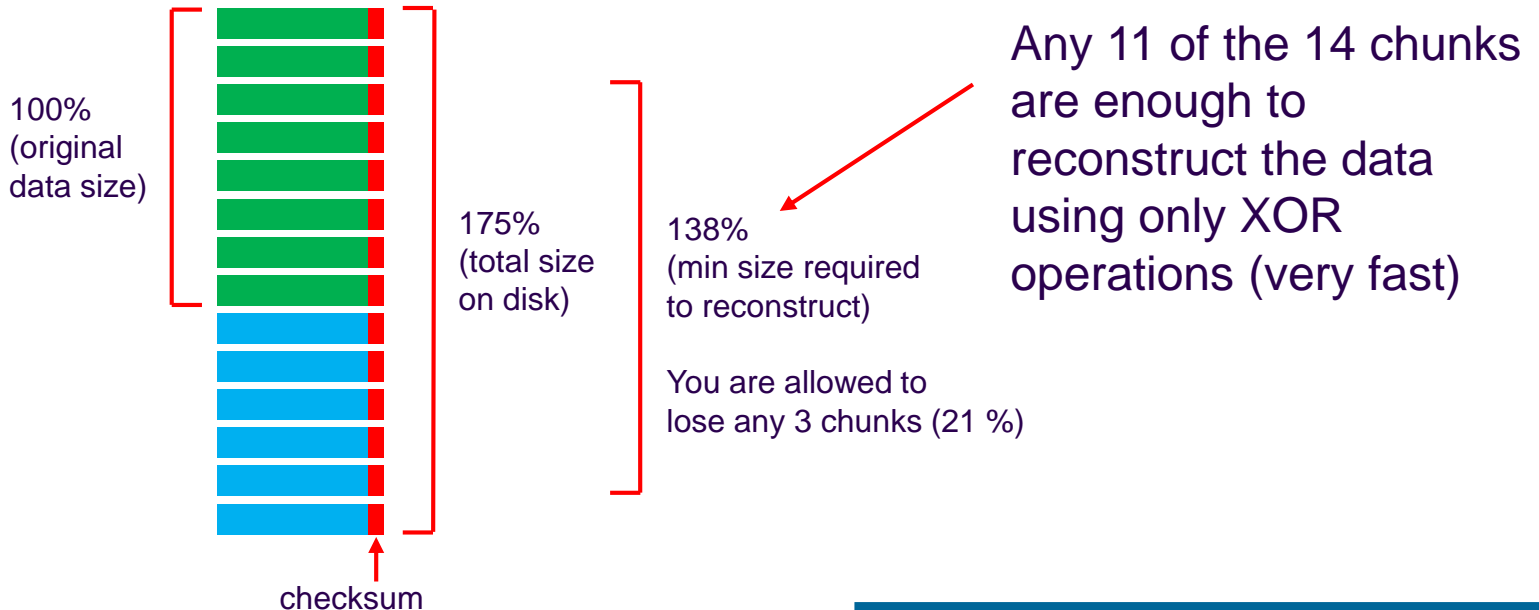 100%
(original
data size)
175%
(total size
on disk)
138%
(min size required
to reconstruct)
You are allowed to
lose any 3 chunks (21 %)
Any 11 of the 14 chunks
are enough to
reconstruct the data
using only XOR
operations (very fast)
checksum